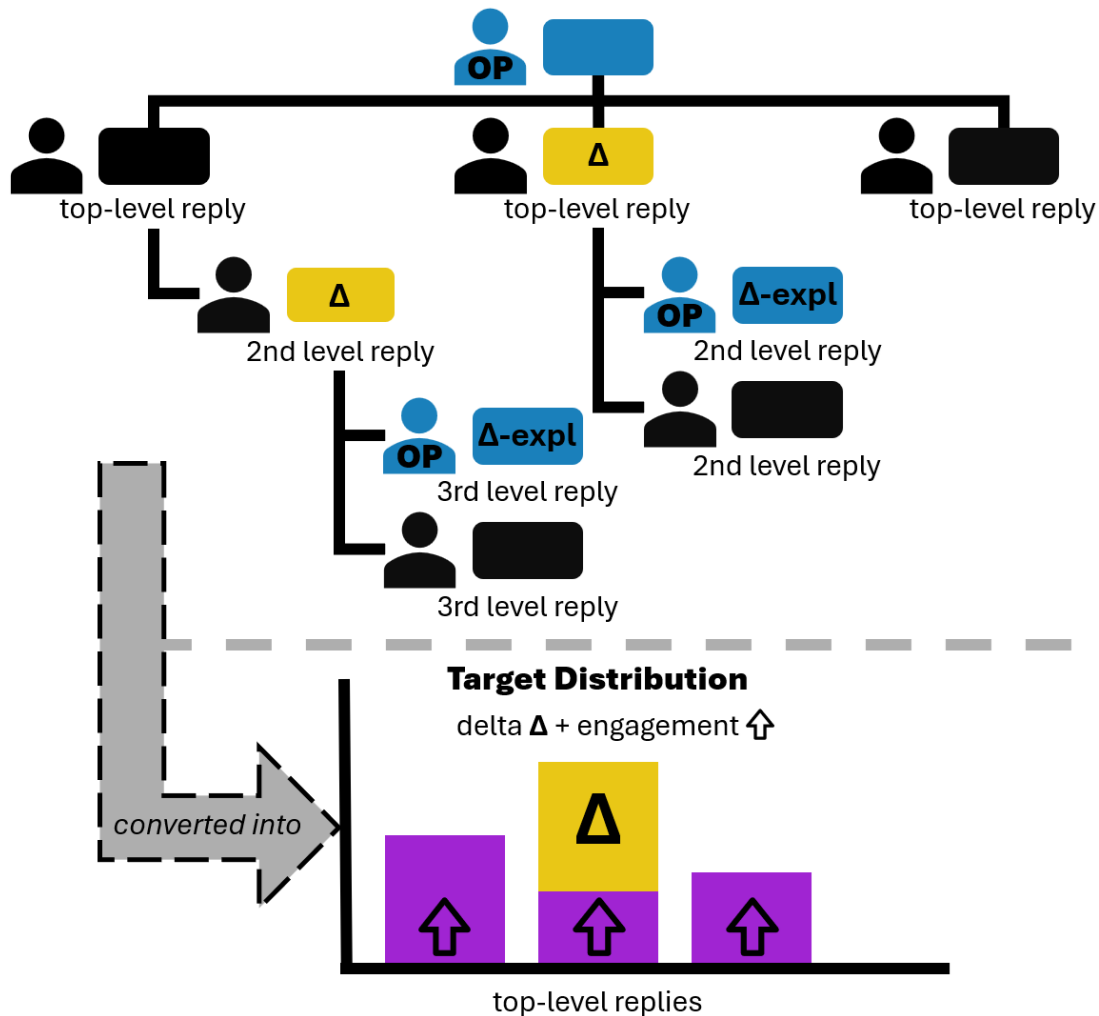 OP
Δ
top-level reply
top-level reply
top-level reply
Δ
2nd level reply
OP
Δ-expl
2nd level reply
2nd level reply
OP
Δ-expl
3rd level reply
3rd level reply
Target Distribution
delta Δ + engagement
Δ
converted into
top-level replies